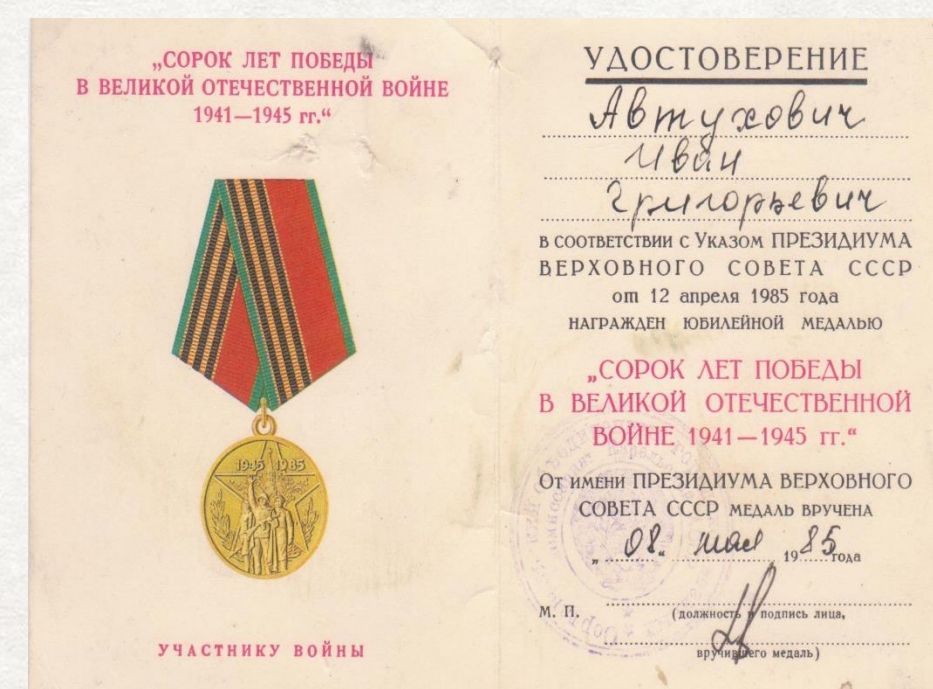 „СОРОК ЛЕТ ПОБЕДЫ
В ВЕЛИКОЙ ОТЕЧЕСТВЕННОЙ ВОЙНЕ
1941—1945 гг.“
1945 1985
УЧАСТНИКУ ВОЙНЫ
УДОСТОВЕРЕНИЕ
Автухович
Иван
Григорьевич
В СООТВЕТСТВИИ С УКАЗОМ ПРЕЗИДИУМА
ВЕРХОВНОГО СОВЕТА СССР
от 12 апреля 1985 года
НАГРАЖДЕН ЮБИЛЕЙНОЙ МЕДАЛЬЮ
„СОРОК ЛЕТ ПОБЕДЫ
В ВЕЛИКОЙ ОТЕЧЕСТВЕННОЙ
ВОЙНЕ 1941—1945 гг.“
ОТ ИМЕНИ ПРЕЗИДИУМА ВЕРХОВНОГО
СОВЕТА СССР МЕДАЛЬ ВРУЧЕНА
„08“ мая 1985 года
М. П.
(должность и подпись лица,
вручившего медаль)